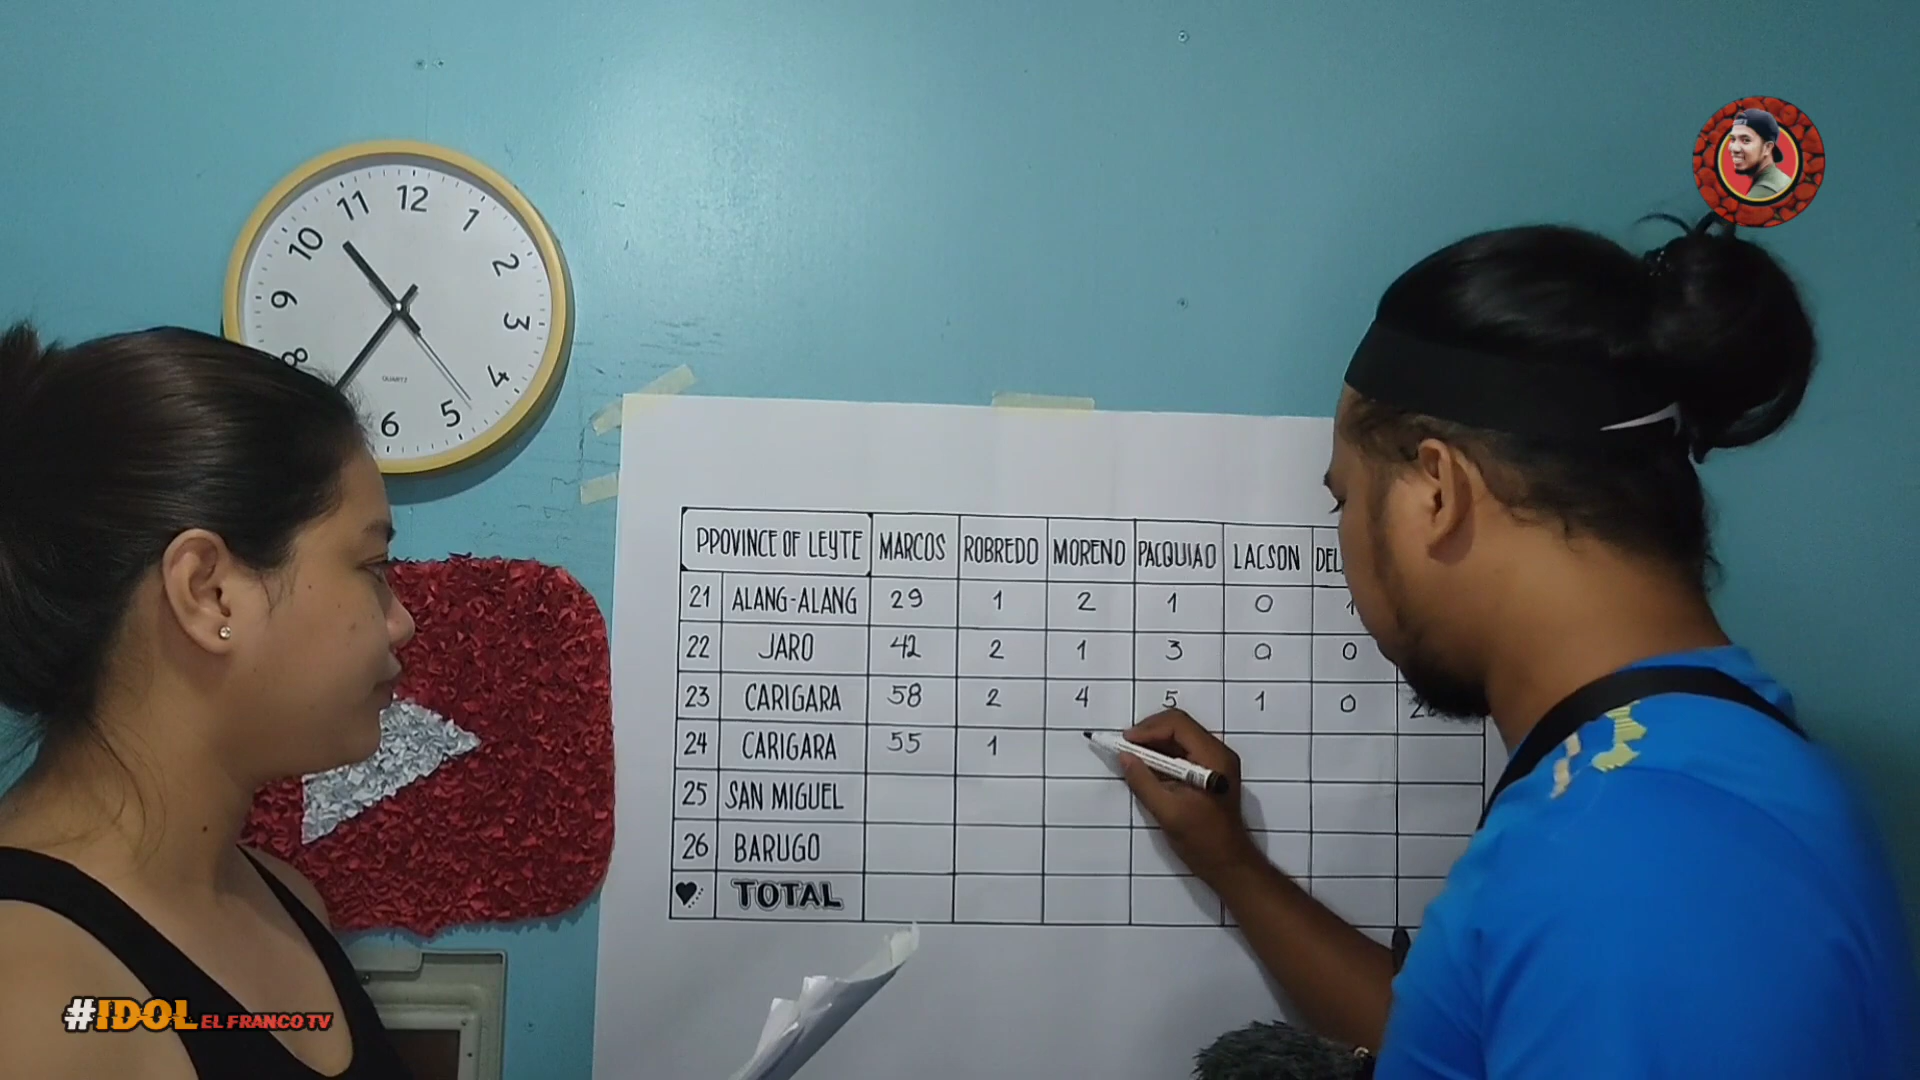 11 12 1
10 2
9 3
8 4
QUARTZ
6 5
PPOVINCE OF LEYTE MARCOS ROBREDO MORENO PACQUIAO LACSON DEL
21 ALANG-ALANG 29 1 2 1 0 1
22 JARO 42 2 1 3 0 0
23 CARIGARA 58 2 4 5 1 0
24 CARIGARA 55 1
25 SAN MIGUEL
26 BARUGO
TOTAL
#IDOL EL FRANCO TV